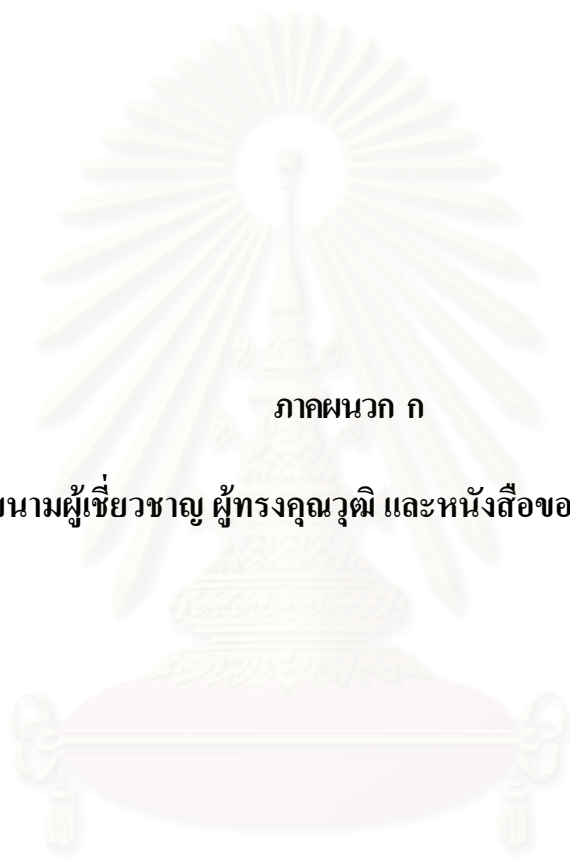 ภาคผนวก ก
นามผู้เชี่ยวชาญ ผู้ทรงคุณวุฒิ และหนังสือขอ